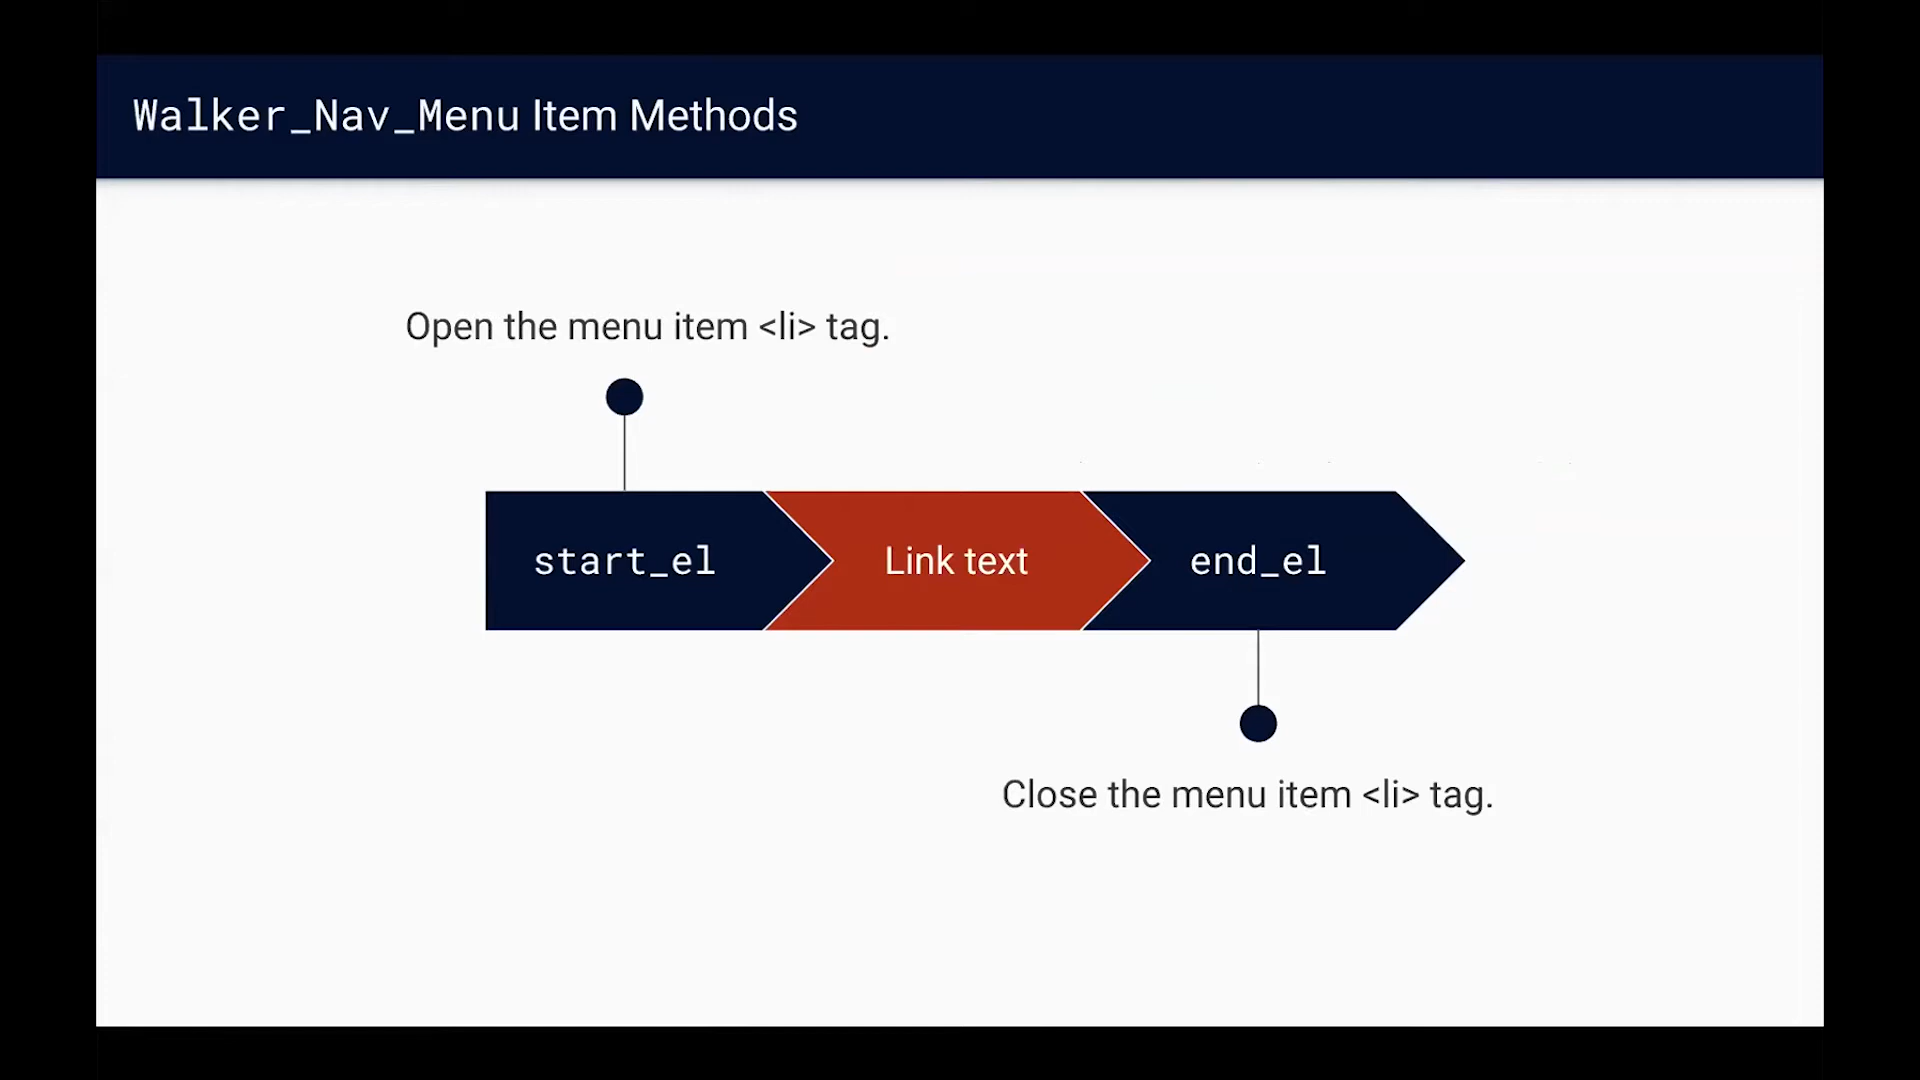 Walker_Nav_Menu Item Methods
Open the menu item <li> tag.
start_el
Link text
end_el
Close the menu item <li> tag.